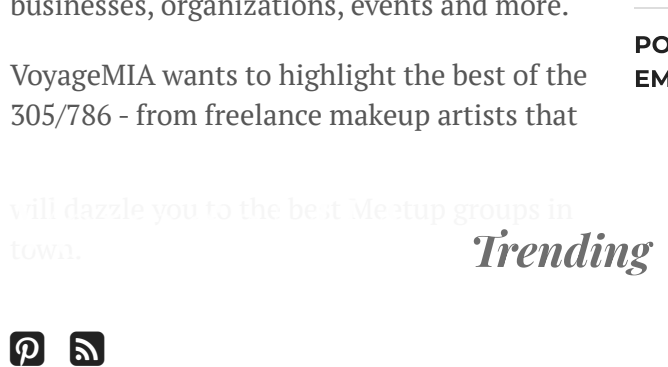 businesses, organizations, events and more.
VoyageMIA wants to highlight the best of the
305/786 - from freelance makeup artists that
will dazzle you to the best Meetup groups in
town.
PO
EM
Trending